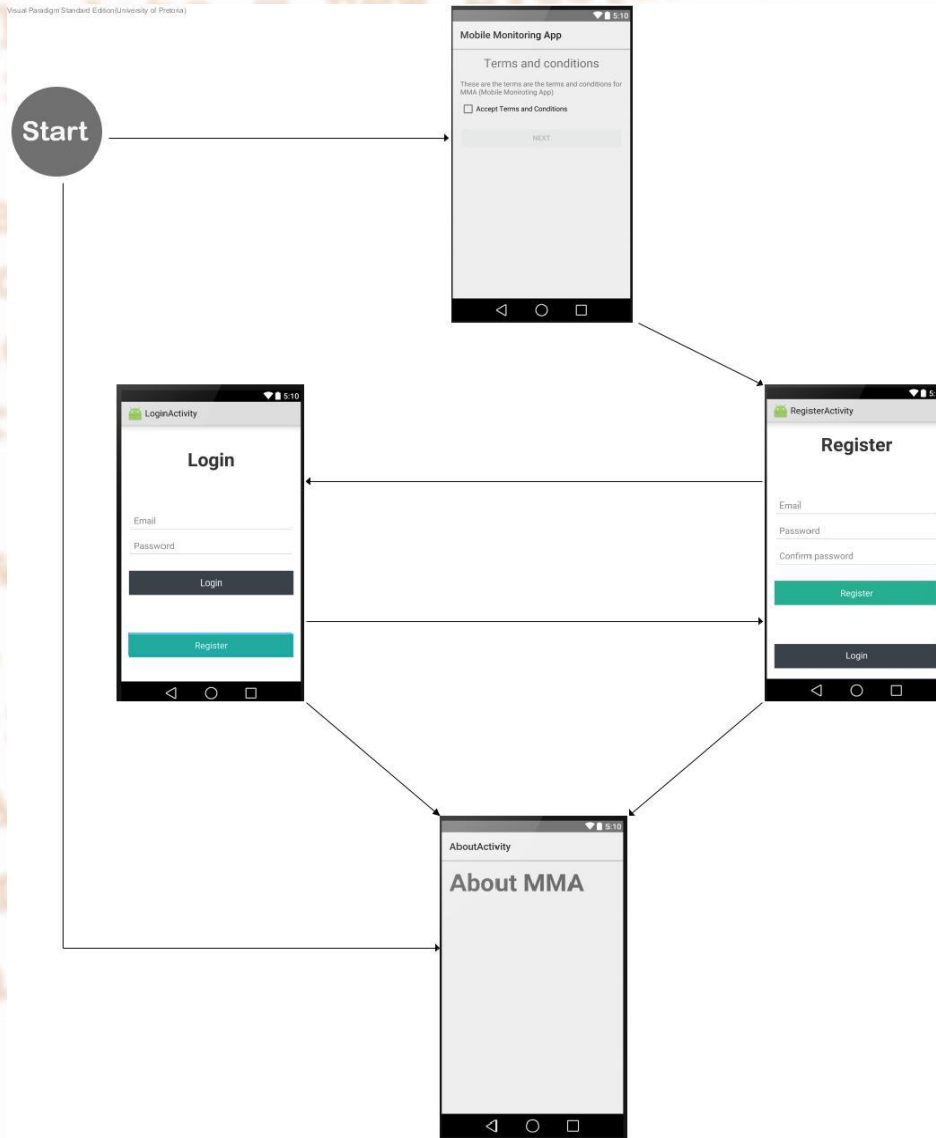 Visual Paradigm Standard Edition(University of Pretoria)
5:10
Mobile Monitoring App
Terms and conditions
These are the terms are the terms and conditions for
MMA (Mobile Moniroting App)
Accept Terms and Conditions
NEXT
Start
5:10
LoginActivity
Login
Email
Password
Login
Register
5:
RegisterActivity
Register
Email
Password
Confirm password
Register
Login
5:10
AboutActivity
About MMA